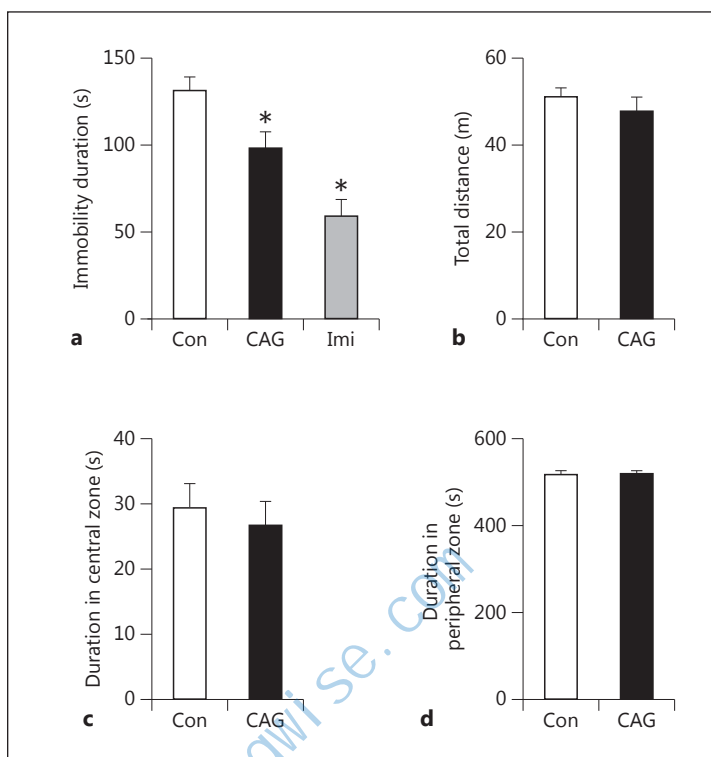 150
100
50
0
Immobility duration (s)
*
*
a
Con CAG Imi
60
40
20
0
Total distance (m)
b
Con CAG
40
30
20
10
0
Duration in central zone (s)
c
Con CAG
600
400
200
0
Duration in
peripheral zone (s)
d
Con CAG